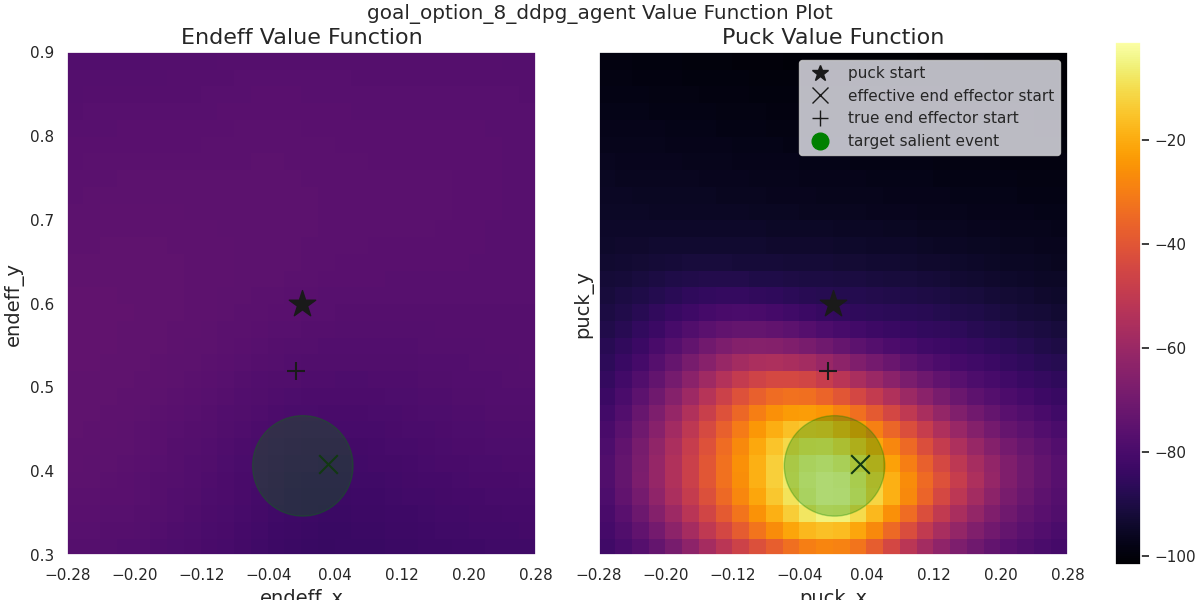 goal_option_8_ddpg_agent Value Function Plot
Endeff Value Function
Puck Value Function
puck start
effective end effector start
true end effector start
target salient event
0.9
0.8
0.7
0.6
0.5
0.4
0.3
endeff_y
−0.28 −0.20 −0.12 −0.04 0.04 0.12 0.20 0.28
endeff_x
puck_y
−0.28 −0.20 −0.12 −0.04 0.04 0.12 0.20 0.28
puck_x
−20
−40
−60
−80
−100